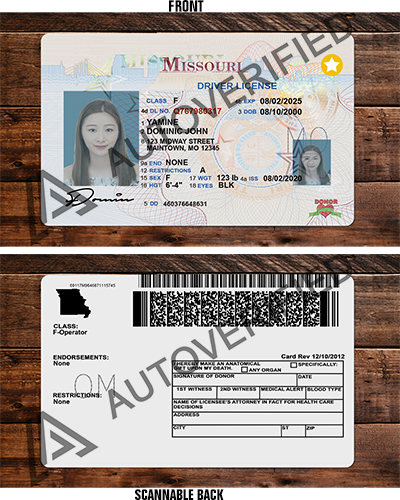 FRONT
MISSOURI
DRIVER LICENSE
CLASS F
EXP 08/02/2025
4d DL NO. Q767980317
3 DOB 08/10/2000
1 YAMINE
2 DOMINIC JOHN
8 123 MIDWAY STREET
MAINTOWN, MO 12345
9a END NONE
12 RESTRICTIONS A
15 SEX F 17 WGT 123 lb 4a ISS 08/02/2020
16 HGT 6'-4" 18 EYES BLK
Domin
5 DD 460376648631
DONOR
AUTOVERIFIED
69117M0646871115745
CLASS:
F-Operator
ENDORSEMENTS:
None
OM
RESTRICTIONS:
None
Card Rev 12/10/2012
I HEREBY MAKE AN ANATOMICAL
GIFT UPON MY DEATH.
ANY ORGAN
SPECIFICALLY:
SIGNATURE OF DONOR
DATE
1ST WITNESS
2ND WITNESS
MEDICAL ALERT
BLOOD TYPE
NAME OF LICENSEE'S ATTORNEY IN FACT FOR HEALTH CARE
DECISIONS
ADDRESS
CITY
ST
ZIP
AUTOVERIFIED
SCANNABLE BACK